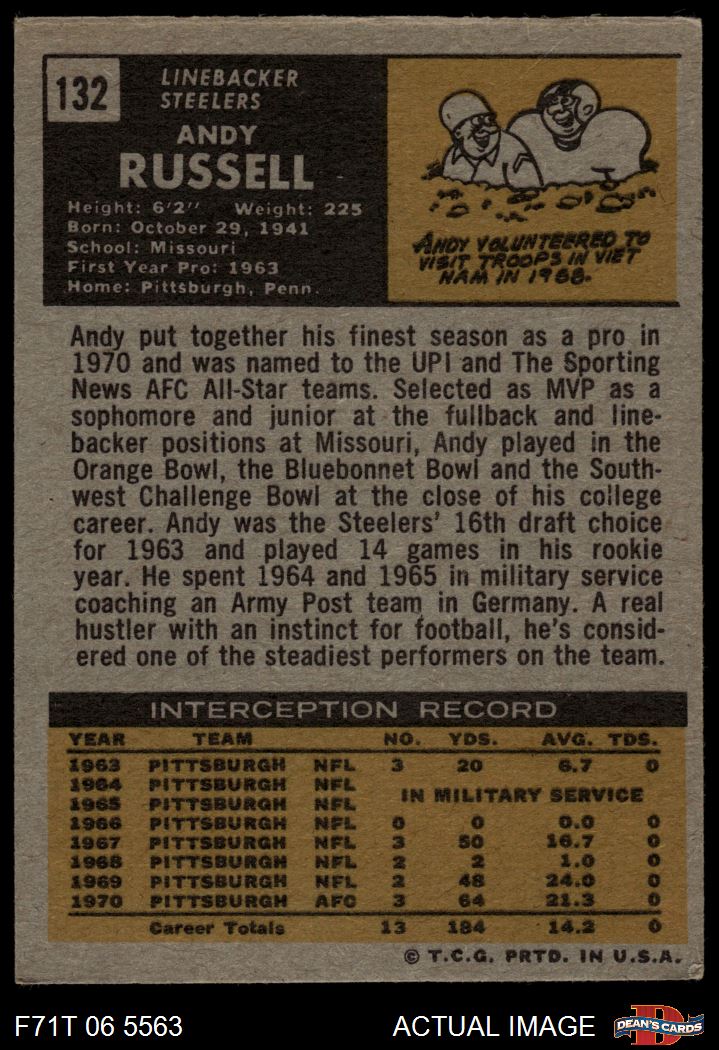 132
LINEBACKER
STEELERS
ANDY
RUSSELL
Height: 6'2" Weight: 225
Born: October 29, 1941
School: Missouri
First Year Pro: 1963
Home: Pittsburgh, Penn.
ANDY VOLUNTEERED TO
VISIT TROOPS IN VIET
NAM IN 1968.
Andy put together his finest season as a pro in
1970 and was named to the UPI and The Sporting
News AFC All-Star teams. Selected as MVP as a
sophomore and junior at the fullback and line-
backer positions at Missouri, Andy played in the
Orange Bowl, the Bluebonnet Bowl and the South-
west Challenge Bowl at the close of his college
career. Andy was the Steelers' 16th draft choice
for 1963 and played 14 games in his rookie
year. He spent 1964 and 1965 in military service
coaching an Army Post team in Germany. A real
hustler with an instinct for football, he's consid-
ered one of the steadiest performers on the team.
INTERCEPTION RECORD
YEAR TEAM NO. YDS. AVG. TDS.
1963 PITTSBURGH NFL 3 20 6.7 0
1964 PITTSBURGH NFL
IN MILITARY SERVICE
1965 PITTSBURGH NFL
1966 PITTSBURGH NFL 0 0 0.0 0
1967 PITTSBURGH NFL 3 50 16.7 0
1968 PITTSBURGH NFL 2 2 1.0 0
1969 PITTSBURGH NFL 2 48 24.0 0
1970 PITTSBURGH AFC 3 64 21.3 0
Career Totals 13 184 14.2 0
© T.C.G. PRTD. IN U.S.A.
F71T 06 5563 ACTUAL IMAGE DEAN'S CARDS